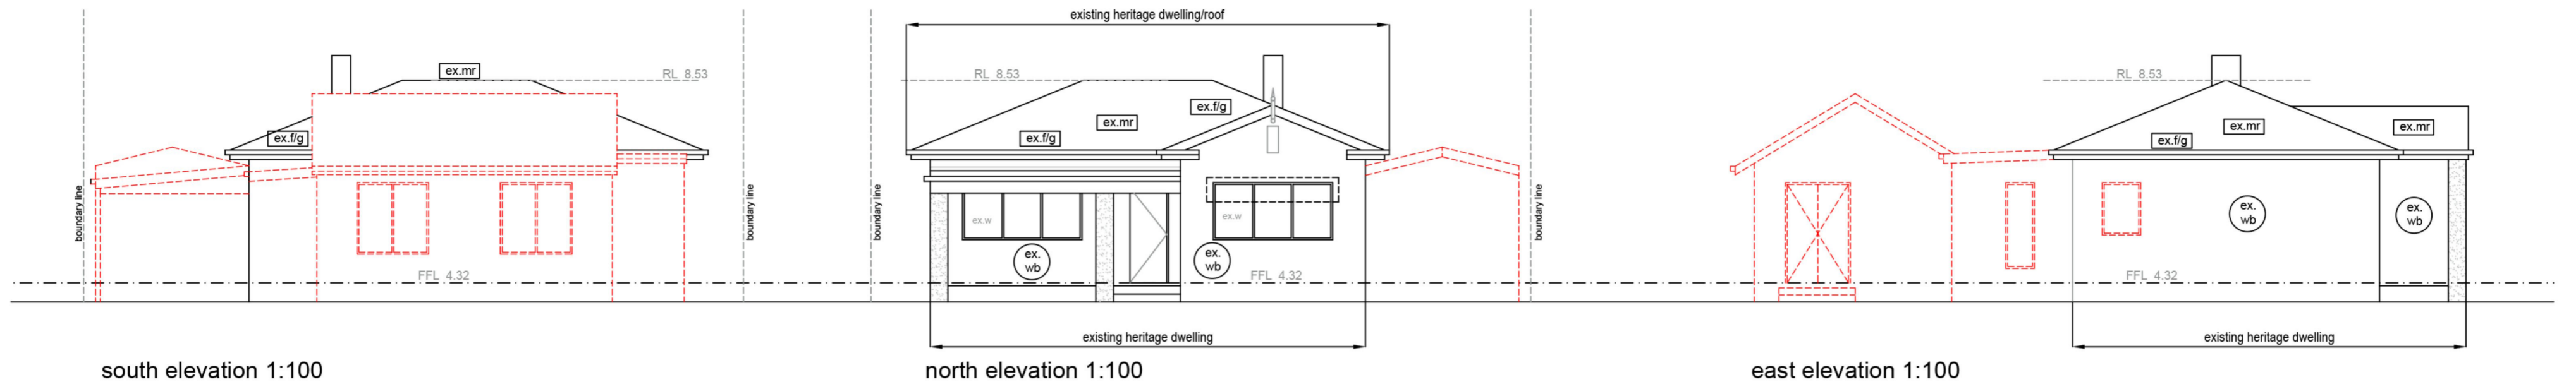 existing heritage dwelling/roof
ex.mr
RL 8.53
ex.f/g
boundary line
FFL 4.32
boundary line
south elevation 1:100
boundary line
RL 8.53
ex.f/g
ex.mr
ex.f/g
ex.w
ex.w
ex.
wb
ex.
wb
FFL 4.32
boundary line
existing heritage dwelling
north elevation 1:100
RL 8.53
ex.mr
ex.mr
ex.f/g
ex.
wb
ex.
wb
FFL 4.32
existing heritage dwelling
east elevation 1:100